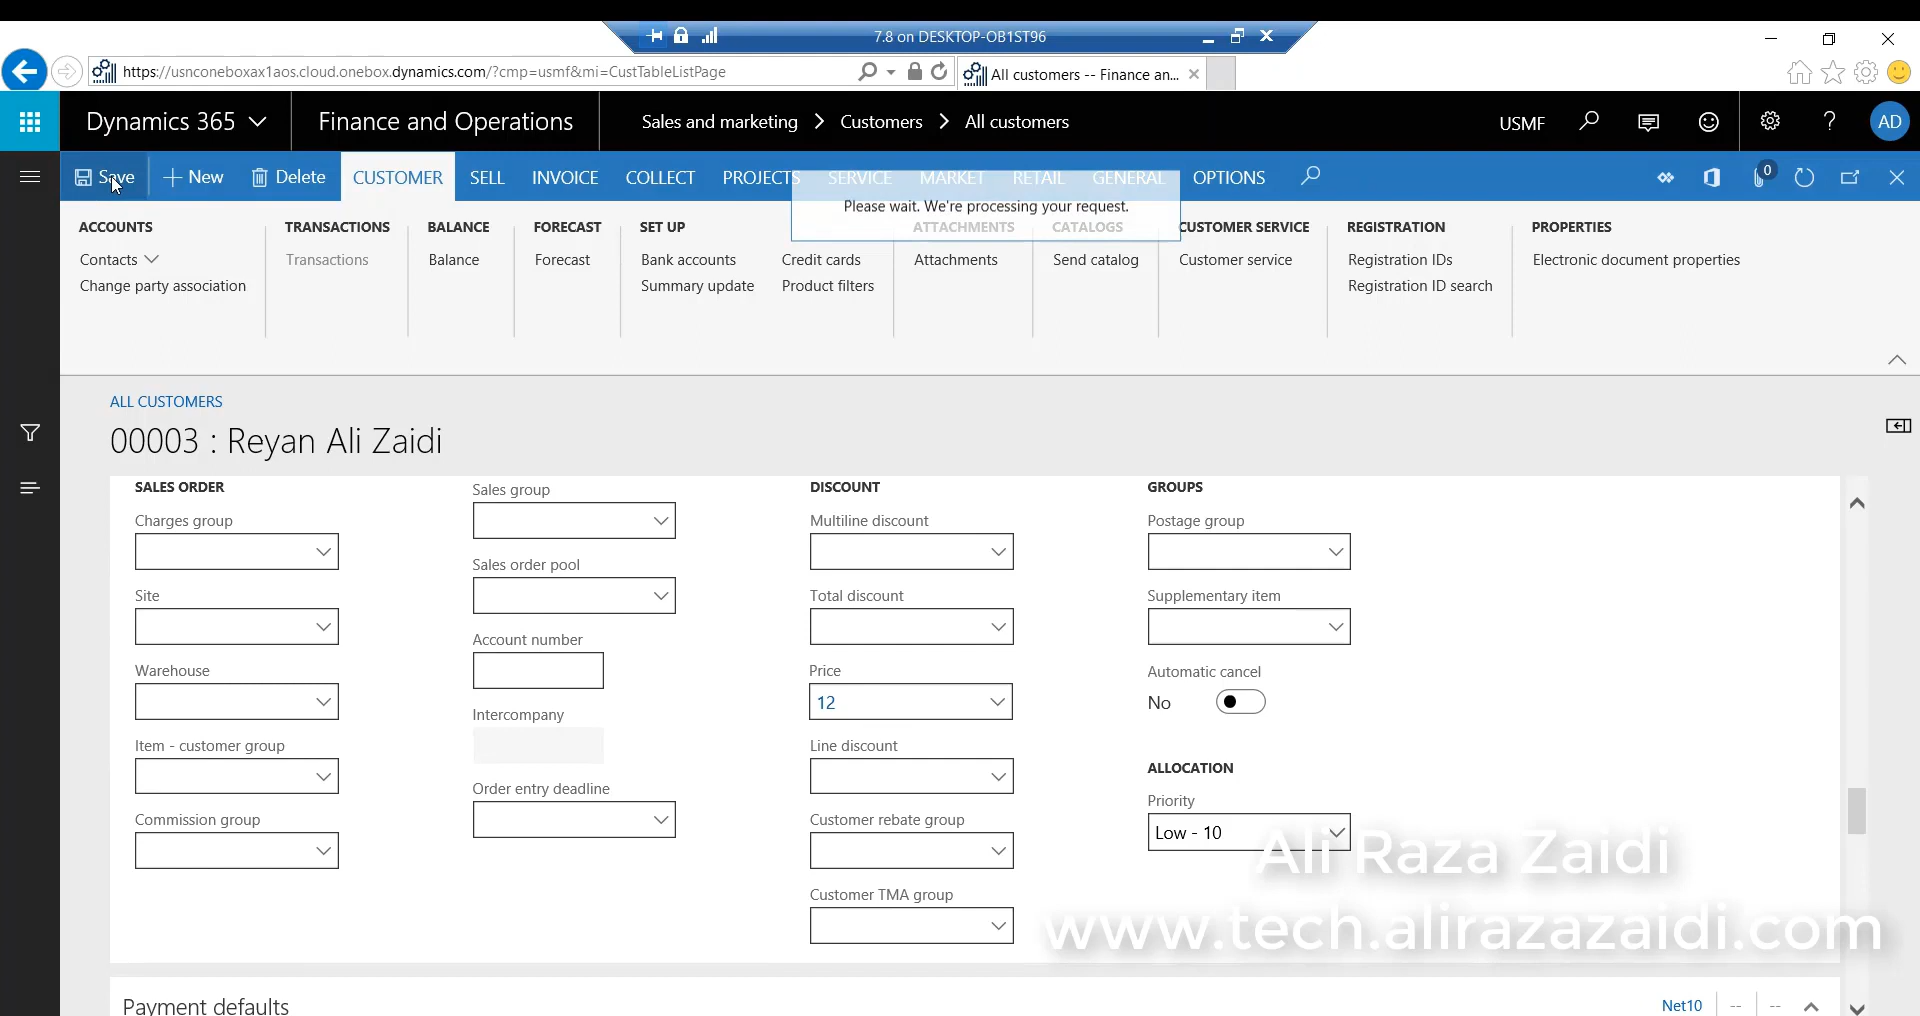 7.8 on DESKTOP-OB1ST96
https://usnconeboxax1aos.cloud.onebox.dynamics.com/?cmp=usmf&mi=CustTableListPage
All customers -- Finance an...
Dynamics 365
Finance and Operations
Sales and marketing
Customers
All customers
USMF
?
AD
Save
New
Delete
CUSTOMER
SELL
INVOICE
COLLECT
PROJECTS
SERVICE
MARKET
RETAIL
GENERAL
OPTIONS
0
Please wait. We're processing your request.
ACCOUNTS
Contacts
Change party association
TRANSACTIONS
Transactions
BALANCE
Balance
FORECAST
Forecast
SET UP
Bank accounts
Summary update
Credit cards
Product filters
ATTACHMENTS
Attachments
CATALOGS
Send catalog
CUSTOMER SERVICE
Customer service
REGISTRATION
Registration IDs
Registration ID search
PROPERTIES
Electronic document properties
ALL CUSTOMERS
00003 : Reyan Ali Zaidi
SALES ORDER
Charges group
Site
Warehouse
Item - customer group
Commission group
Sales group
Sales order pool
Account number
Intercompany
Order entry deadline
DISCOUNT
Multiline discount
Total discount
Price
12
Line discount
Customer rebate group
Customer TMA group
GROUPS
Postage group
Supplementary item
Automatic cancel
No
ALLOCATION
Priority
Low - 10
Ali Raza Zaidi
www.tech.alirazazaidi.com
Payment defaults
Net10
--
--